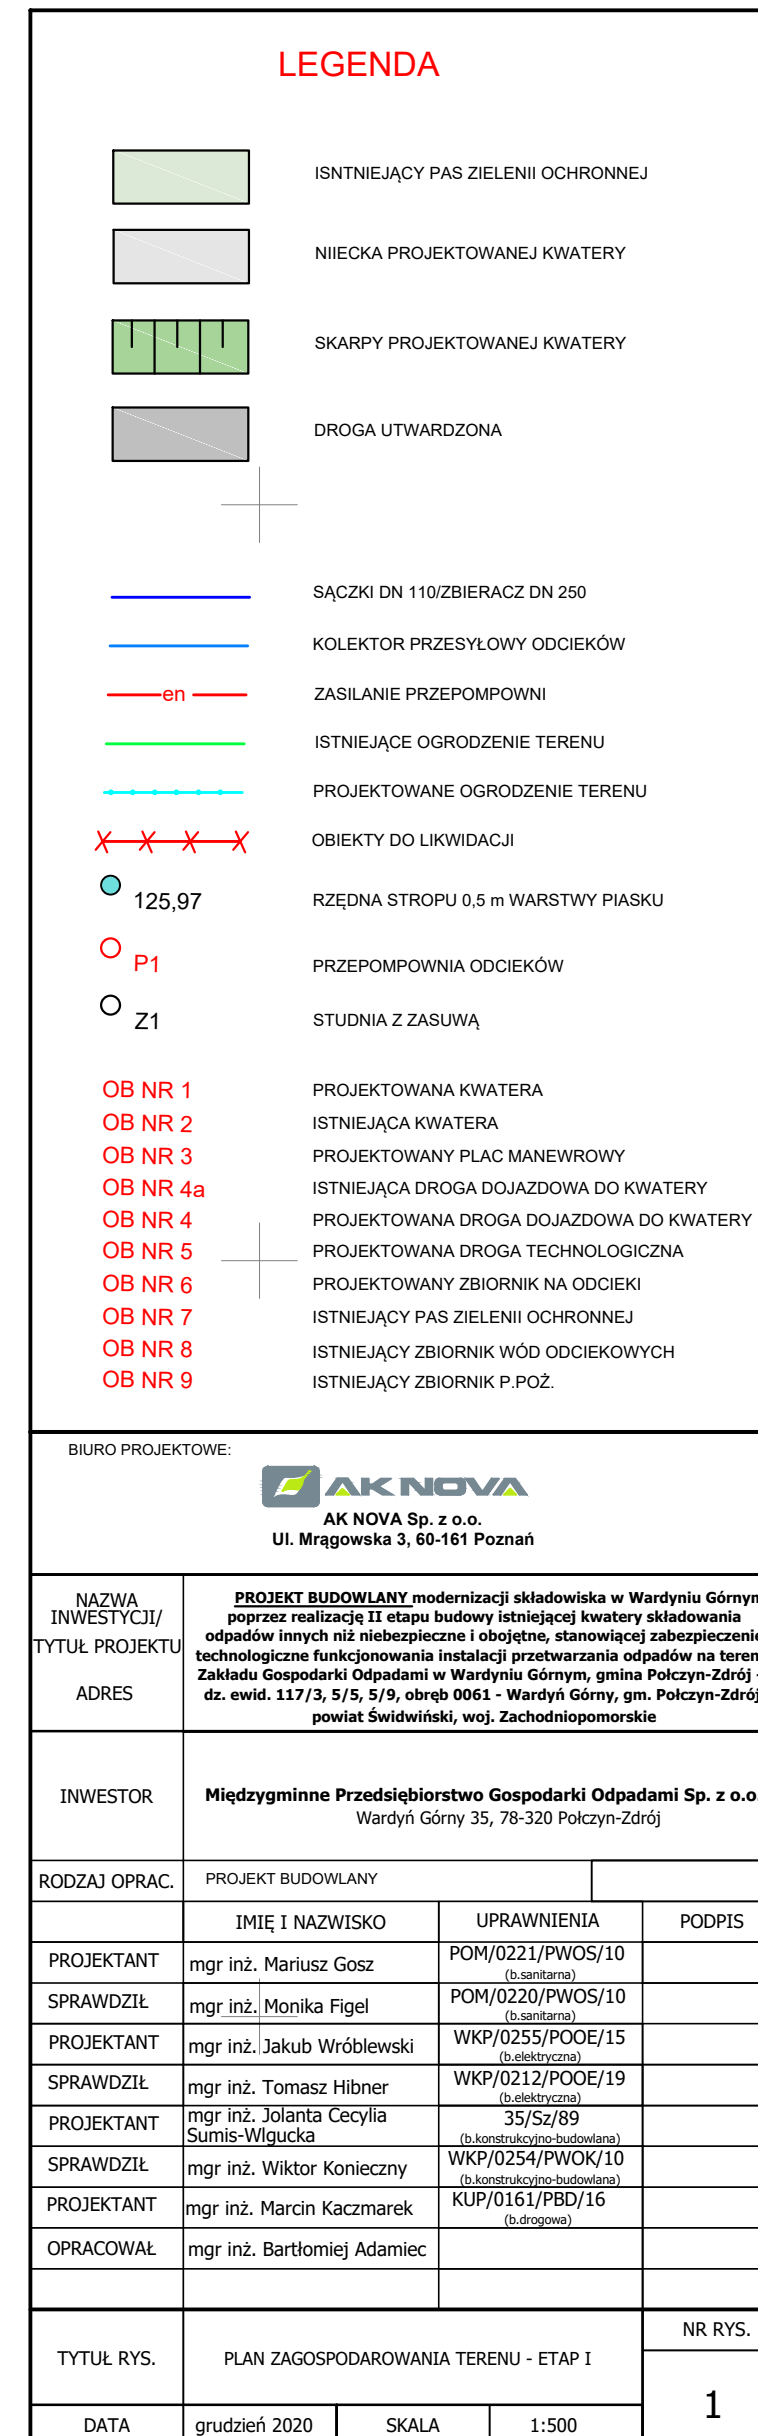 LEGENDA
ISNTNIEJĄCY PAS ZIELENII OCHRONNEJ
NIIECKA PROJEKTOWANEJ KWATERY
SKARPY PROJEKTOWANEJ KWATERY
DROGA UTWARDZONA
SĄCZKI DN 110/ZBIERACZ DN 250
KOLEKTOR PRZESYŁOWY ODCIEKÓW
en ZASILANIE PRZEPOMPOWNI
ISTNIEJĄCE OGRODZENIE TERENU
PROJEKTOWANE OGRODZENIE TERENU
OBIEKTY DO LIKWIDACJI
125,97 RZĘDNA STROPU 0,5 m WARSTWY PIASKU
P1 PRZEPOMPOWNIA ODCIEKÓW
Z1 STUDNIA Z ZASUWĄ
OB NR 1 PROJEKTOWANA KWATERA
OB NR 2 ISTNIEJĄCA KWATERA
OB NR 3 PROJEKTOWANY PLAC MANEWROWY
OB NR 4a ISTNIEJĄCA DROGA DOJAZDOWA DO KWATERY
OB NR 4 PROJEKTOWANA DROGA DOJAZDOWA DO KWATERY
OB NR 5 PROJEKTOWANA DROGA TECHNOLOGICZNA
OB NR 6 PROJEKTOWANY ZBIORNIK NA ODCIEKI
OB NR 7 ISTNIEJĄCY PAS ZIELENII OCHRONNEJ
OB NR 8 ISTNIEJĄCY ZBIORNIK WÓD ODCIEKOWYCH
OB NR 9 ISTNIEJĄCY ZBIORNIK P.POŻ.
BIURO PROJEKTOWE:
AK NOVA
AK NOVA Sp. z o.o.
Ul. Mrągowska 3, 60-161 Poznań
NAZWA
INWESTYCJI/
TYTUŁ PROJEKTU
ADRES
PROJEKT BUDOWLANY modernizacji składowiska w Wardyniu Górnym
poprzez realizację II etapu budowy istniejącej kwatery składowania
odpadów innych niż niebezpieczne i obojętne, stanowiącej zabezpieczenie
technologiczne funkcjonowania instalacji przetwarzania odpadów na teren
Zakładu Gospodarki Odpadami w Wardyniu Górnym, gmina Połczyn-Zdrój -
dz. ewid. 117/3, 5/5, 5/9, obręb 0061 - Wardyń Górny, gm. Połczyn-Zdrój
powiat Świdwiński, woj. Zachodniopomorskie
INWESTOR
Międzygminne Przedsiębiorstwo Gospodarki Odpadami Sp. z o.o.
Wardyń Górny 35, 78-320 Połczyn-Zdrój
RODZAJ OPRAC. PROJEKT BUDOWLANY
IMIĘ I NAZWISKO UPRAWNIENIA PODPIS
PROJEKTANT mgr inż. Mariusz Gosz POM/0221/PWOS/10
(b.sanitarna)
SPRAWDZIŁ mgr inż. Monika Figel POM/0220/PWOS/10
(b.sanitarna)
PROJEKTANT mgr inż. Jakub Wróblewski WKP/0255/POOE/15
(b.elektryczna)
SPRAWDZIŁ mgr inż. Tomasz Hibner WKP/0212/POOE/19
(b.elektryczna)
PROJEKTANT mgr inż. Jolanta Cecylia
Sumis-Wlgucka 35/Sz/89
(b.konstrukcyjno-budowlana)
SPRAWDZIŁ mgr inż. Wiktor Konieczny WKP/0254/PWOK/10
(b.konstrukcyjno-budowlana)
PROJEKTANT mgr inż. Marcin Kaczmarek KUP/0161/PBD/16
(b.drogowa)
OPRACOWAŁ mgr inż. Bartłomiej Adamiec
TYTUŁ RYS. PLAN ZAGOSPODAROWANIA TERENU - ETAP I
NR RYS.
1
DATA grudzień 2020 SKALA 1:500